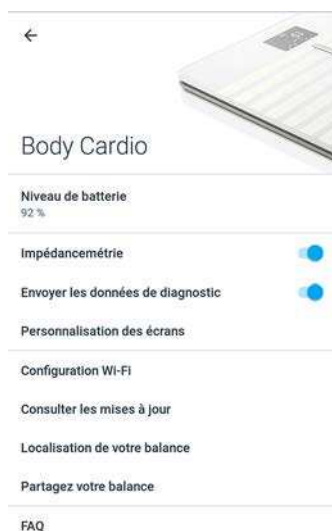 Body Cardio
Niveau de batterie
92 %
Impédancemétrie
Envoyer les données de diagnostic
Personnalisation des écrans
Configuration Wi-Fi
Consulter les mises à jour
Localisation de votre balance
Partagez votre balance
FAQ